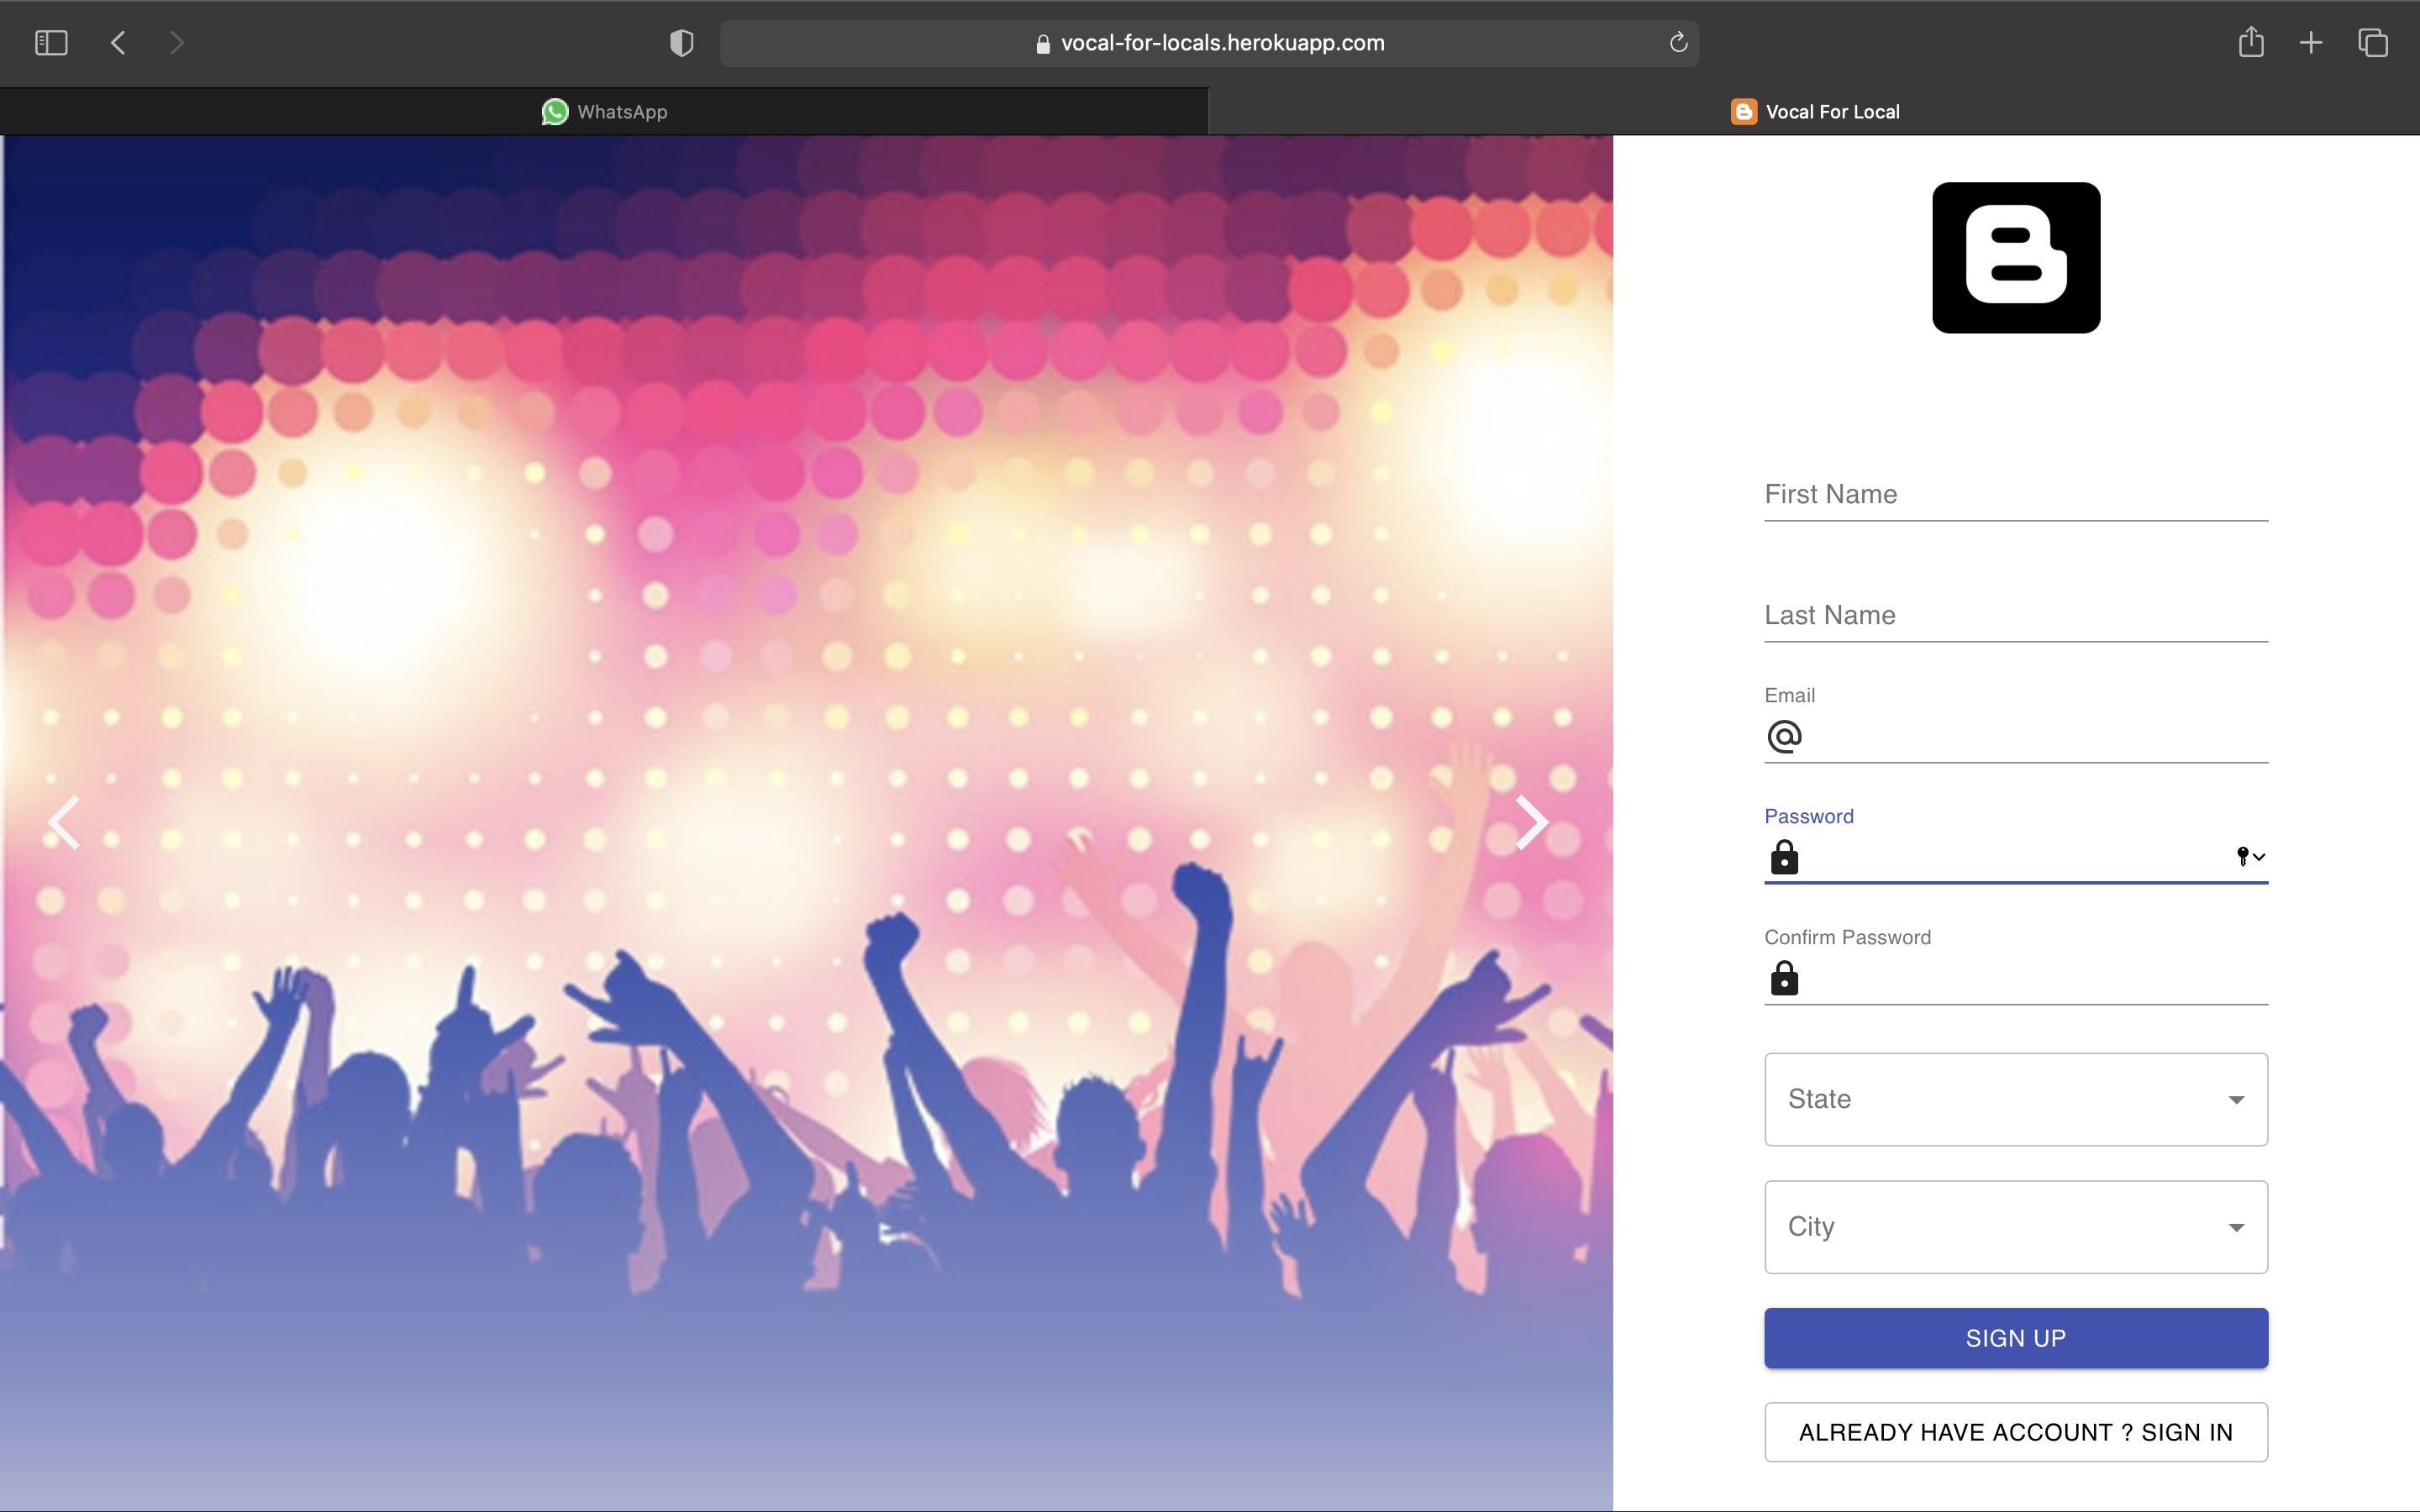 vocal-for-locals.herokuapp.com
WhatsApp
Vocal For Local
First Name
Last Name
Email
Password
Confirm Password
State
City
SIGN UP
ALREADY HAVE ACCOUNT ? SIGN IN